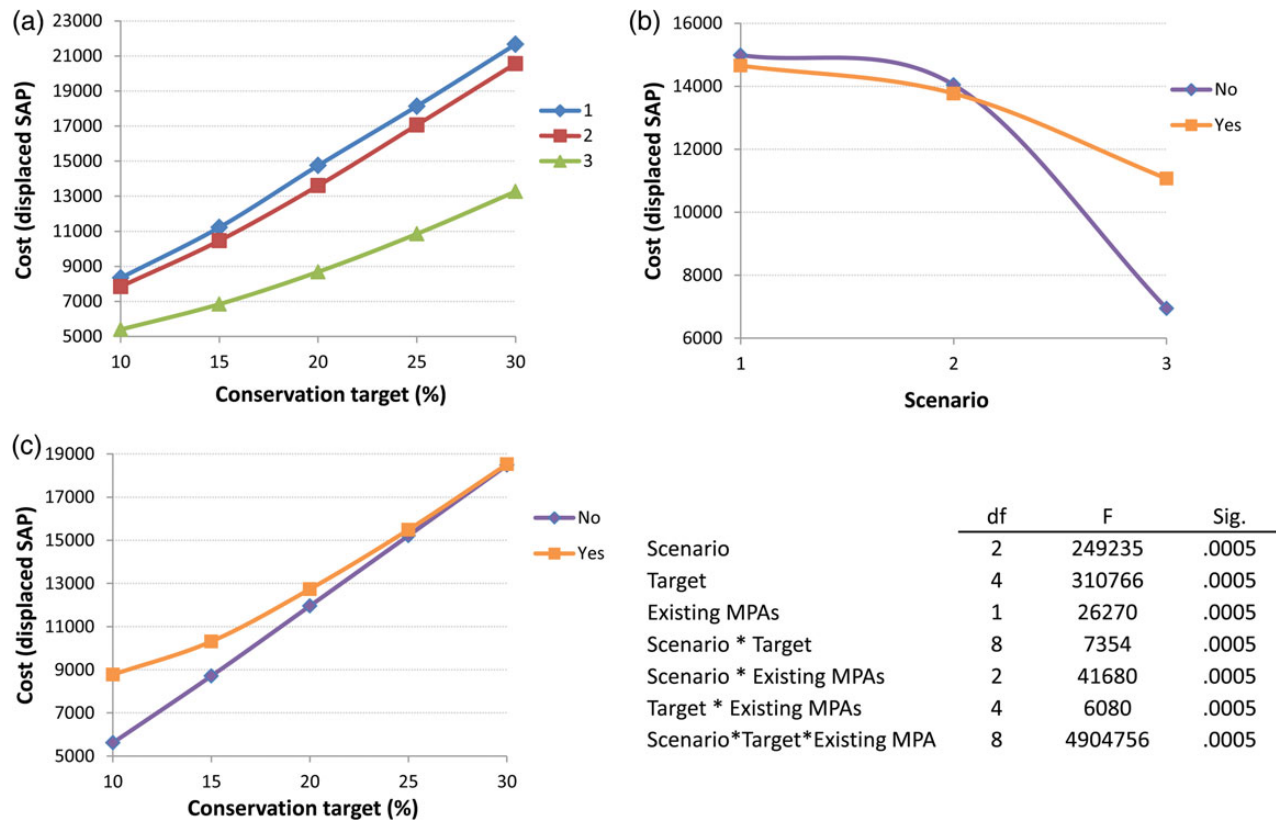 (a)
23000
21000
19000
17000
15000
13000
11000
9000
7000
5000
Cost (displaced SAP)
10 15 20 25 30
Conservation target (%)
1
2
3
(b)
16000
14000
12000
10000
8000
6000
Cost (displaced SAP)
1 2 3
Scenario
No
Yes
(c)
19000
17000
15000
13000
11000
9000
7000
5000
Cost (displaced SAP)
10 15 20 25 30
Conservation target (%)
No
Yes
df F Sig.
Scenario 2 249235 .0005
Target 4 310766 .0005
Existing MPAs 1 26270 .0005
Scenario * Target 8 7354 .0005
Scenario * Existing MPAs 2 41680 .0005
Target * Existing MPAs 4 6080 .0005
Scenario*Target*Existing MPA 8 4904756 .0005